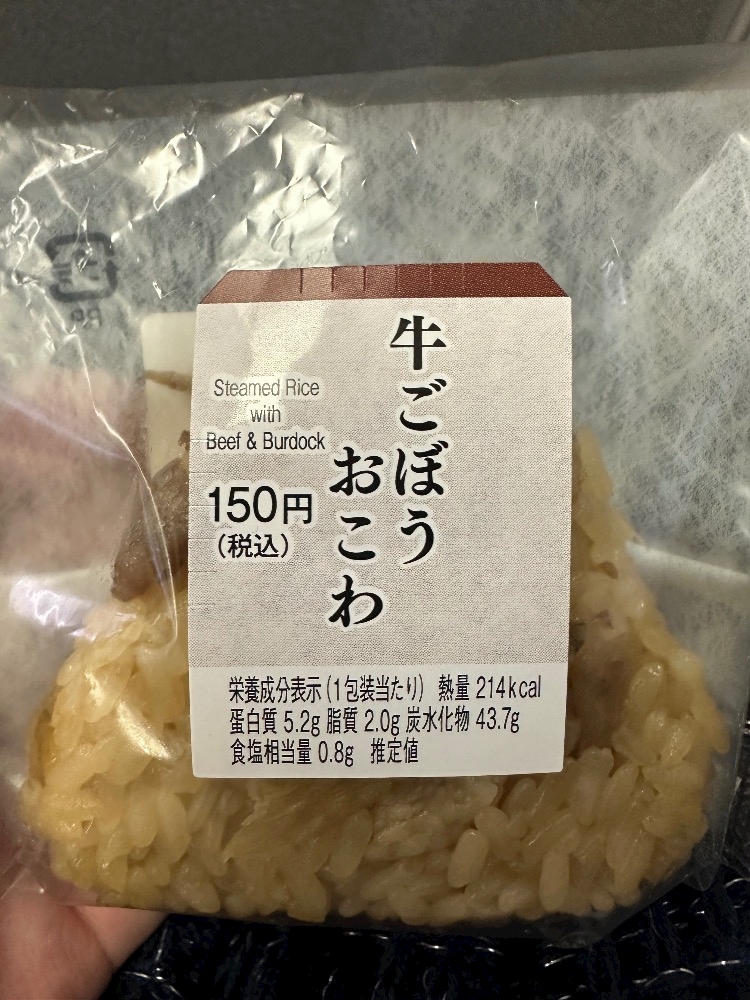 牛ごぼう
おこわ
Steamed Rice
with
Beef & Burdock
150円
(税込)
栄養成分表示(1包装当たり) 熱量 214kcal
蛋白質 5.2g 脂質 2.0g 炭水化物 43.7g
食塩相当量 0.8g 推定値